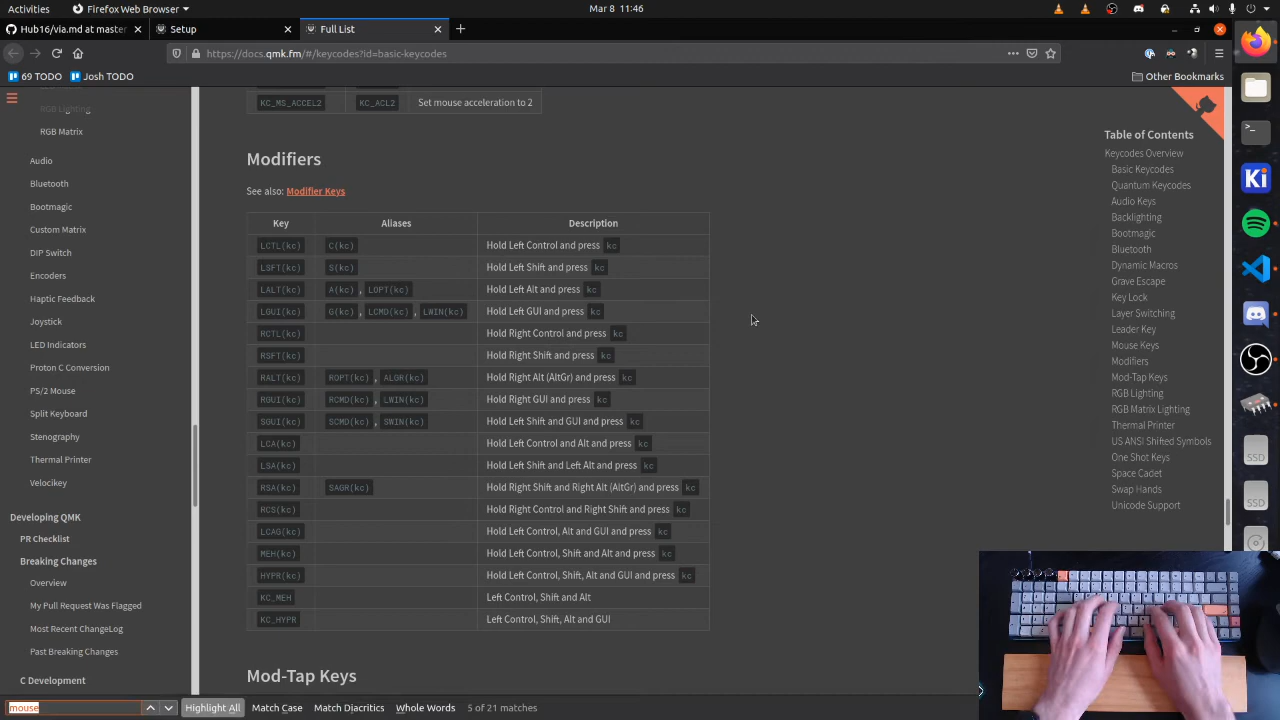 Activities
Firefox Web Browser
Mar 8 11:46
Hub16/via.md at master
Setup
Full List
https://docs.qmk.fm/#/keycodes?id=basic-keycodes
69 TODO
Josh TODO
Other Bookmarks
RGB Lighting
RGB Matrix
Audio
Bluetooth
Bootmagic
Custom Matrix
DIP Switch
Encoders
Haptic Feedback
Joystick
LED Indicators
Proton C Conversion
PS/2 Mouse
Split Keyboard
Stenography
Thermal Printer
Velocikey
Developing QMK
PR Checklist
Breaking Changes
Overview
My Pull Request Was Flagged
Most Recent ChangeLog
Past Breaking Changes
C Development
KC_MS_ACCEL2 KC_ACL2 Set mouse acceleration to 2
Modifiers
See also: Modifier Keys
Key Aliases Description
LCTL(kc) C(kc) Hold Left Control and press kc
LSFT(kc) S(kc) Hold Left Shift and press kc
LALT(kc) A(kc), LOPT(kc) Hold Left Alt and press kc
LGUI(kc) G(kc), LCMD(kc), LWIN(kc) Hold Left GUI and press kc
RCTL(kc) Hold Right Control and press kc
RSFT(kc) Hold Right Shift and press kc
RALT(kc) ROPT(kc), ALGR(kc) Hold Right Alt (AltGr) and press kc
RGUI(kc) RCMD(kc), LWIN(kc) Hold Right GUI and press kc
SGUI(kc) SCMD(kc), SWIN(kc) Hold Left Shift and GUI and press kc
LCA(kc) Hold Left Control and Alt and press kc
LSA(kc) Hold Left Shift and Left Alt and press kc
RSA(kc) SAGR(kc) Hold Right Shift and Right Alt (AltGr) and press kc
RCS(kc) Hold Right Control and Right Shift and press kc
LCAG(kc) Hold Left Control, Alt and GUI and press kc
MEH(kc) Hold Left Control, Shift and Alt and press kc
HYPR(kc) Hold Left Control, Shift, Alt and GUI and press kc
KC_MEH Left Control, Shift and Alt
KC_HYPR Left Control, Shift, Alt and GUI
Mod-Tap Keys
Table of Contents
Keycodes Overview
Basic Keycodes
Quantum Keycodes
Audio Keys
Backlighting
Bootmagic
Bluetooth
Dynamic Macros
Grave Escape
Key Lock
Layer Switching
Leader Key
Mouse Keys
Modifiers
Mod-Tap Keys
RGB Lighting
RGB Matrix Lighting
Thermal Printer
US ANSI Shifted Symbols
One Shot Keys
Space Cadet
Swap Hands
Unicode Support
Ki
SSD
SSD
mouse
Highlight All
Match Case
Match Diacritics
Whole Words
5 of 21 matches